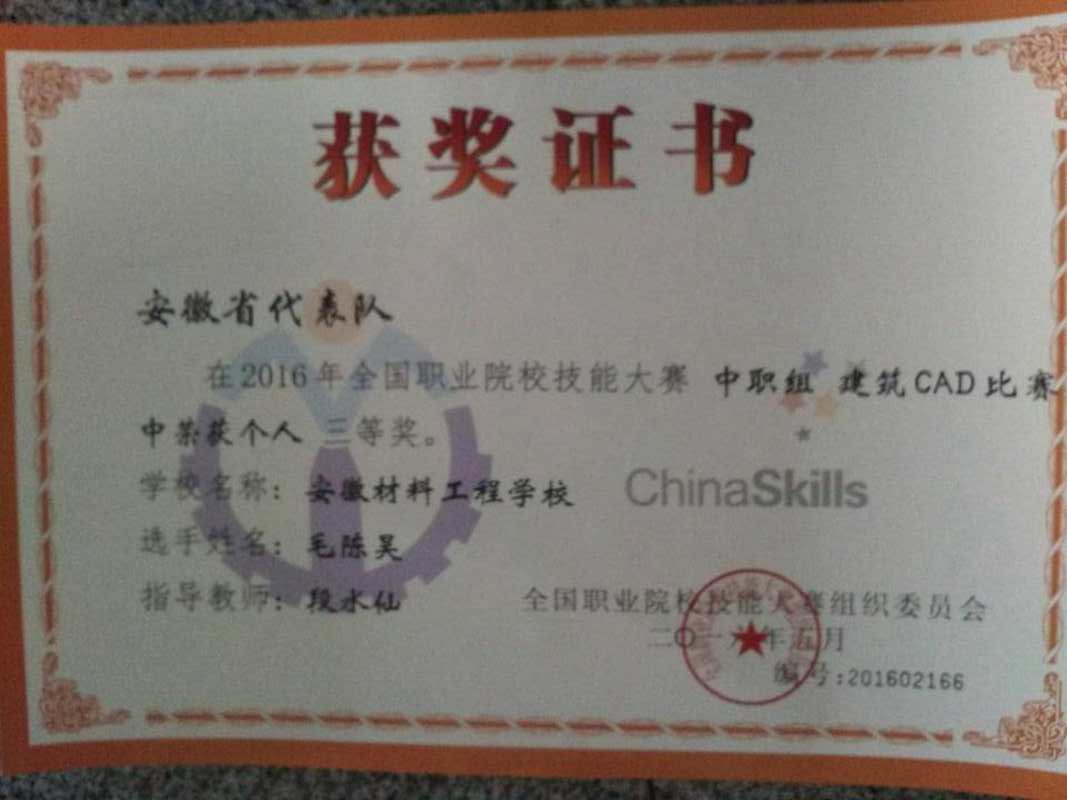 获奖证书
安徽省代表队
在2016年全国职业院校技能大赛 中职组 建筑CAD比赛
中荣获个人 三等奖。
学校名称：安徽材料工程学校
ChinaSkills
选手姓名：毛陈昊
指导教师：段水仙
全国职业院校技能大赛组织委员会
二〇一六年五月
编号:201602166